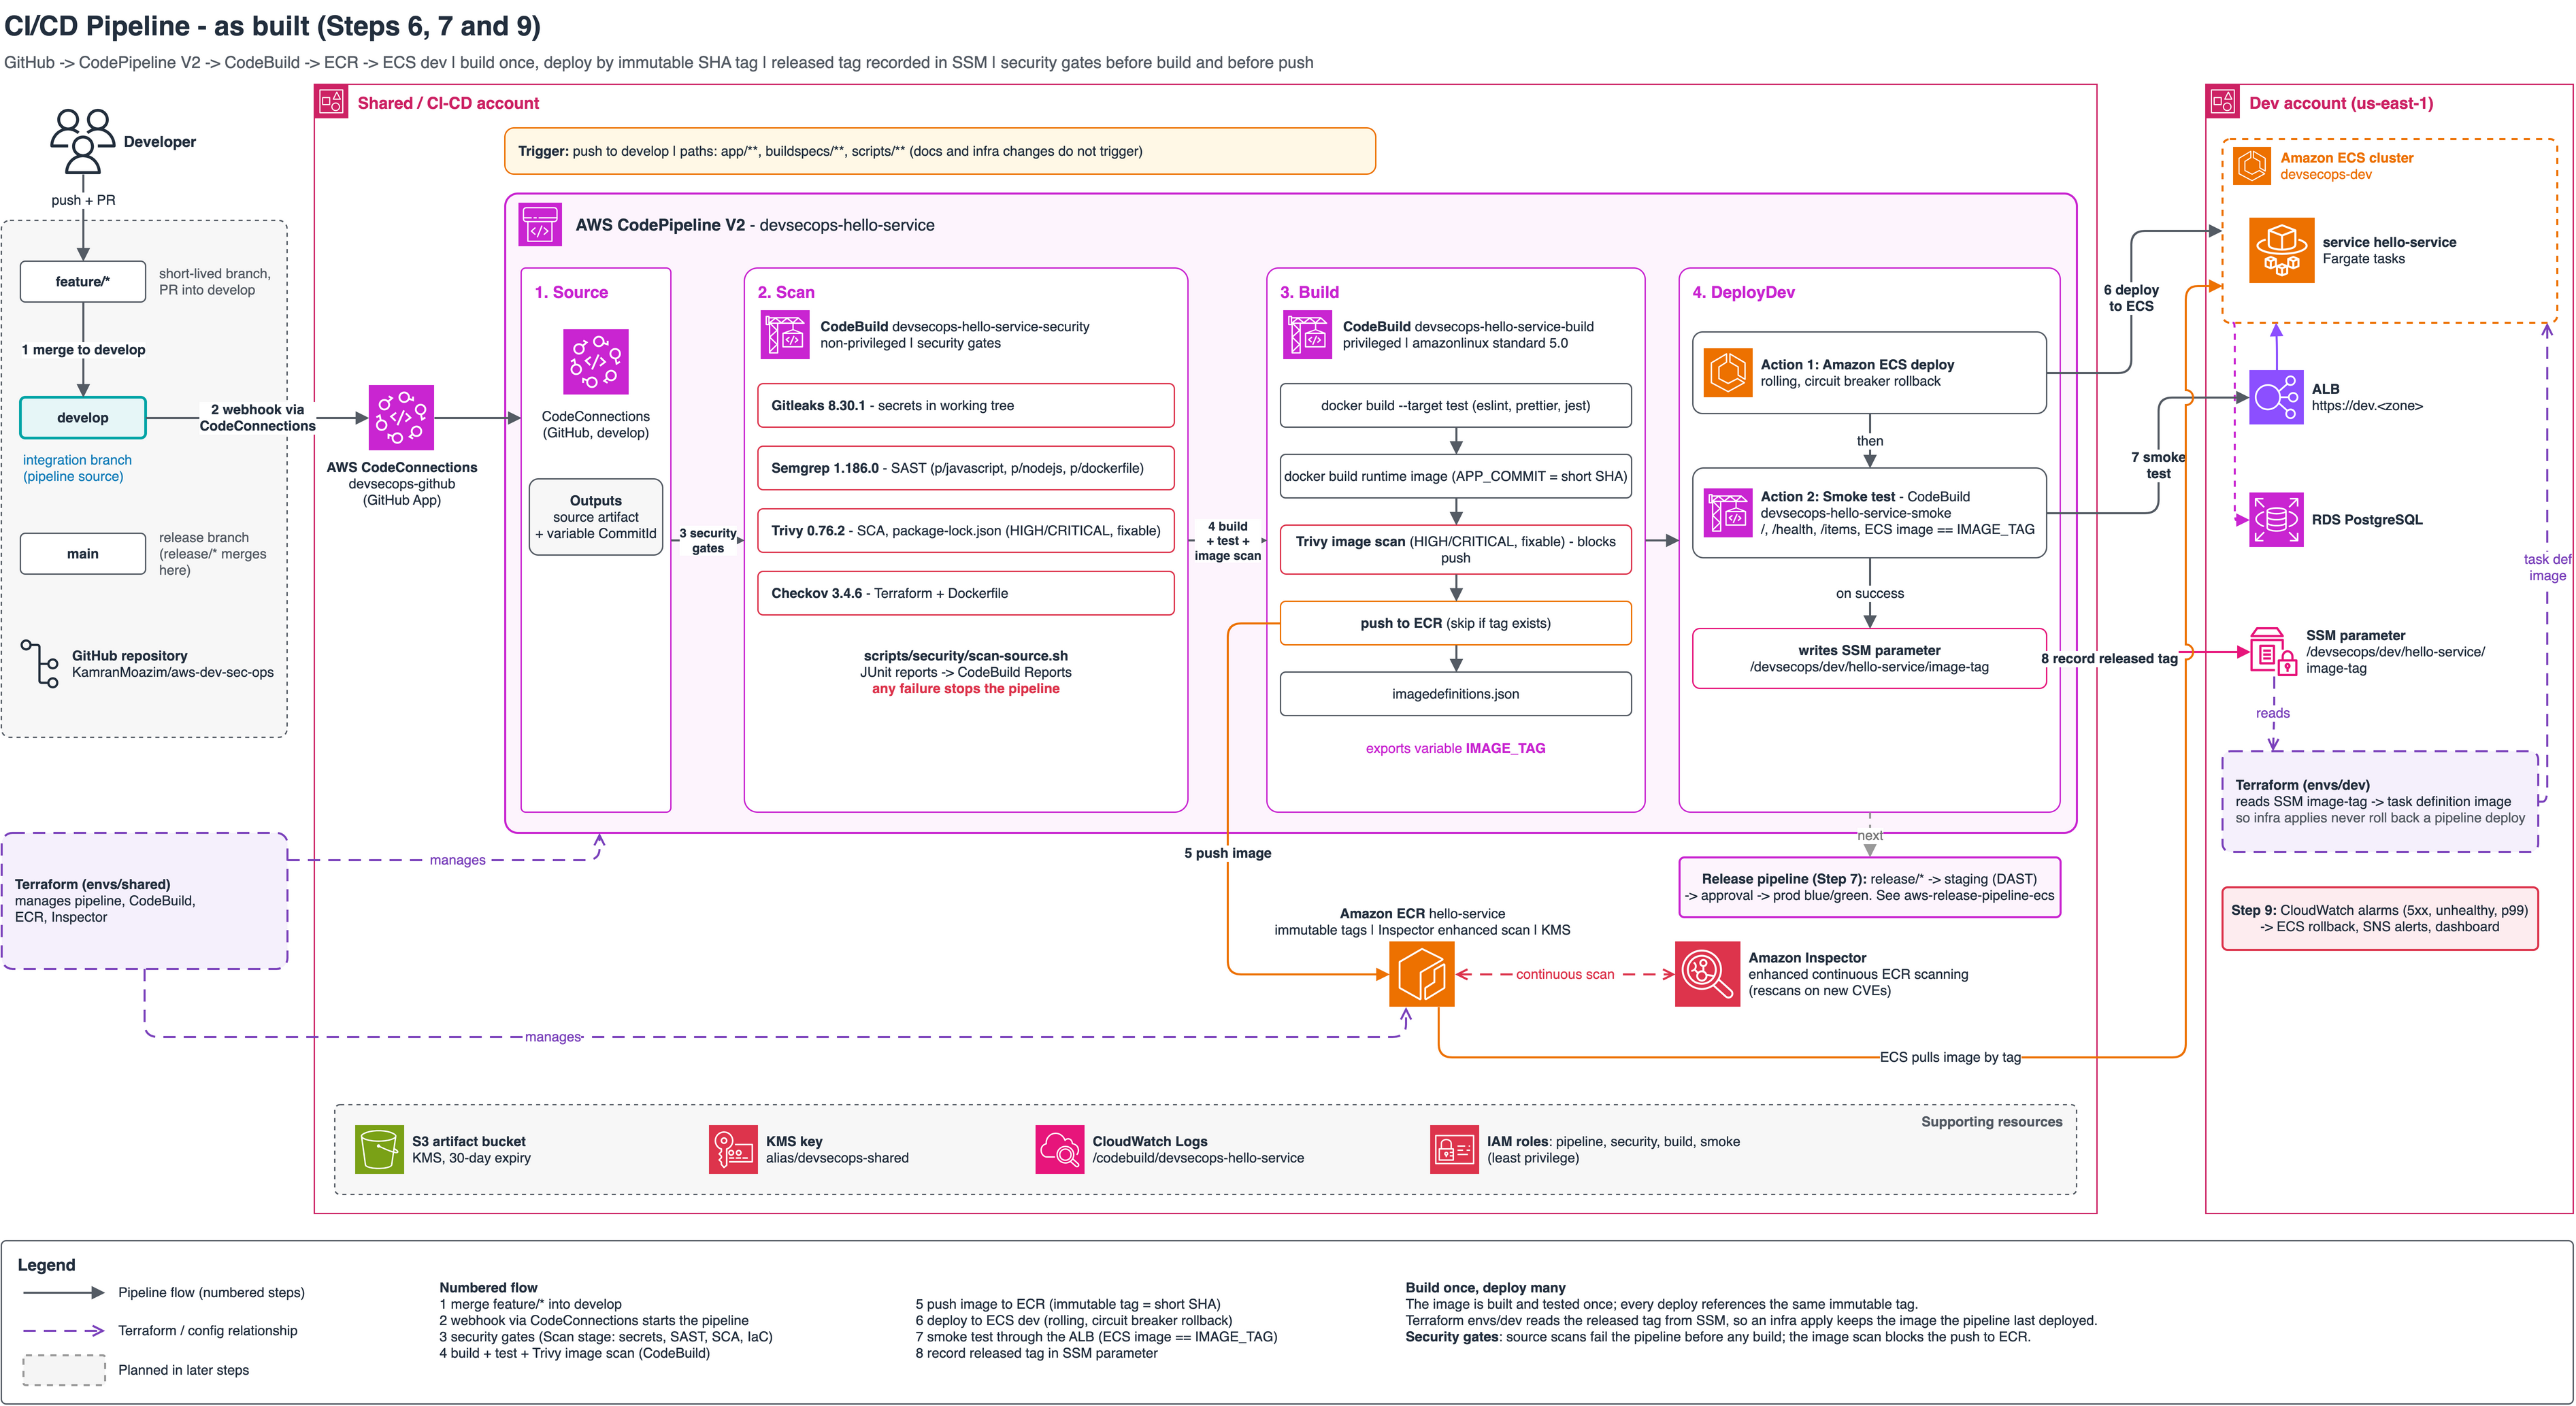 CI/CD Pipeline - as built (Steps 6, 7 and 9)
GitHub -> CodePipeline V2 -> CodeBuild -> ECR -> ECS dev | build once, deploy by immutable SHA tag | released tag recorded in SSM | security gates before build and before push
Developer
push + PR
feature/*
short-lived branch,
PR into develop
1 merge to develop
develop
integration branch
(pipeline source)
main
release branch
(release/* merges
here)
GitHub repository
KamranMoazim/aws-dev-sec-ops
2 webhook via
CodeConnections
Terraform (envs/shared)
manages pipeline, CodeBuild,
ECR, Inspector
manages
manages
Shared / CI-CD account
Trigger: push to develop | paths: app/**, buildspecs/**, scripts/** (docs and infra changes do not trigger)
AWS CodeConnections
devsecops-github
(GitHub App)
AWS CodePipeline V2 - devsecops-hello-service
1. Source
CodeConnections
(GitHub, develop)
Outputs
source artifact
+ variable CommitId
3 security
gates
2. Scan
CodeBuild devsecops-hello-service-security
non-privileged | security gates
Gitleaks 8.30.1 - secrets in working tree
Semgrep 1.186.0 - SAST (p/javascript, p/nodejs, p/dockerfile)
Trivy 0.76.2 - SCA, package-lock.json (HIGH/CRITICAL, fixable)
Checkov 3.4.6 - Terraform + Dockerfile
scripts/security/scan-source.sh
JUnit reports -> CodeBuild Reports
any failure stops the pipeline
4 build
+ test +
image scan
3. Build
CodeBuild devsecops-hello-service-build
privileged | amazonlinux standard 5.0
docker build --target test (eslint, prettier, jest)
docker build runtime image (APP_COMMIT = short SHA)
Trivy image scan (HIGH/CRITICAL, fixable) - blocks
push
push to ECR (skip if tag exists)
imagedefinitions.json
exports variable IMAGE_TAG
4. DeployDev
Action 1: Amazon ECS deploy
rolling, circuit breaker rollback
then
Action 2: Smoke test - CodeBuild
devsecops-hello-service-smoke
/, /health, /items, ECS image == IMAGE_TAG
on success
writes SSM parameter
/devsecops/dev/hello-service/image-tag
next
Release pipeline (Step 7): release/* -> staging (DAST)
-> approval -> prod blue/green. See aws-release-pipeline-ecs
5 push image
Amazon ECR hello-service
immutable tags | Inspector enhanced scan | KMS
continuous scan
Amazon Inspector
enhanced continuous ECR scanning
(rescans on new CVEs)
ECS pulls image by tag
Supporting resources
S3 artifact bucket
KMS, 30-day expiry
KMS key
alias/devsecops-shared
CloudWatch Logs
/codebuild/devsecops-hello-service
IAM roles: pipeline, security, build, smoke
(least privilege)
6 deploy
to ECS
7 smoke
test
8 record released tag
Dev account (us-east-1)
Amazon ECS cluster
devsecops-dev
service hello-service
Fargate tasks
ALB
https://dev.<zone>
RDS PostgreSQL
task def
image
SSM parameter
/devsecops/dev/hello-service/
image-tag
reads
Terraform (envs/dev)
reads SSM image-tag -> task definition image
so infra applies never roll back a pipeline deploy
Step 9: CloudWatch alarms (5xx, unhealthy, p99)
-> ECS rollback, SNS alerts, dashboard
Legend
Pipeline flow (numbered steps)
Terraform / config relationship
Planned in later steps
Numbered flow
1 merge feature/* into develop
2 webhook via CodeConnections starts the pipeline
3 security gates (Scan stage: secrets, SAST, SCA, IaC)
4 build + test + Trivy image scan (CodeBuild)
5 push image to ECR (immutable tag = short SHA)
6 deploy to ECS dev (rolling, circuit breaker rollback)
7 smoke test through the ALB (ECS image == IMAGE_TAG)
8 record released tag in SSM parameter
Build once, deploy many
The image is built and tested once; every deploy references the same immutable tag.
Terraform envs/dev reads the released tag from SSM, so an infra apply keeps the image the pipeline last deployed.
Security gates: source scans fail the pipeline before any build; the image scan blocks the push to ECR.